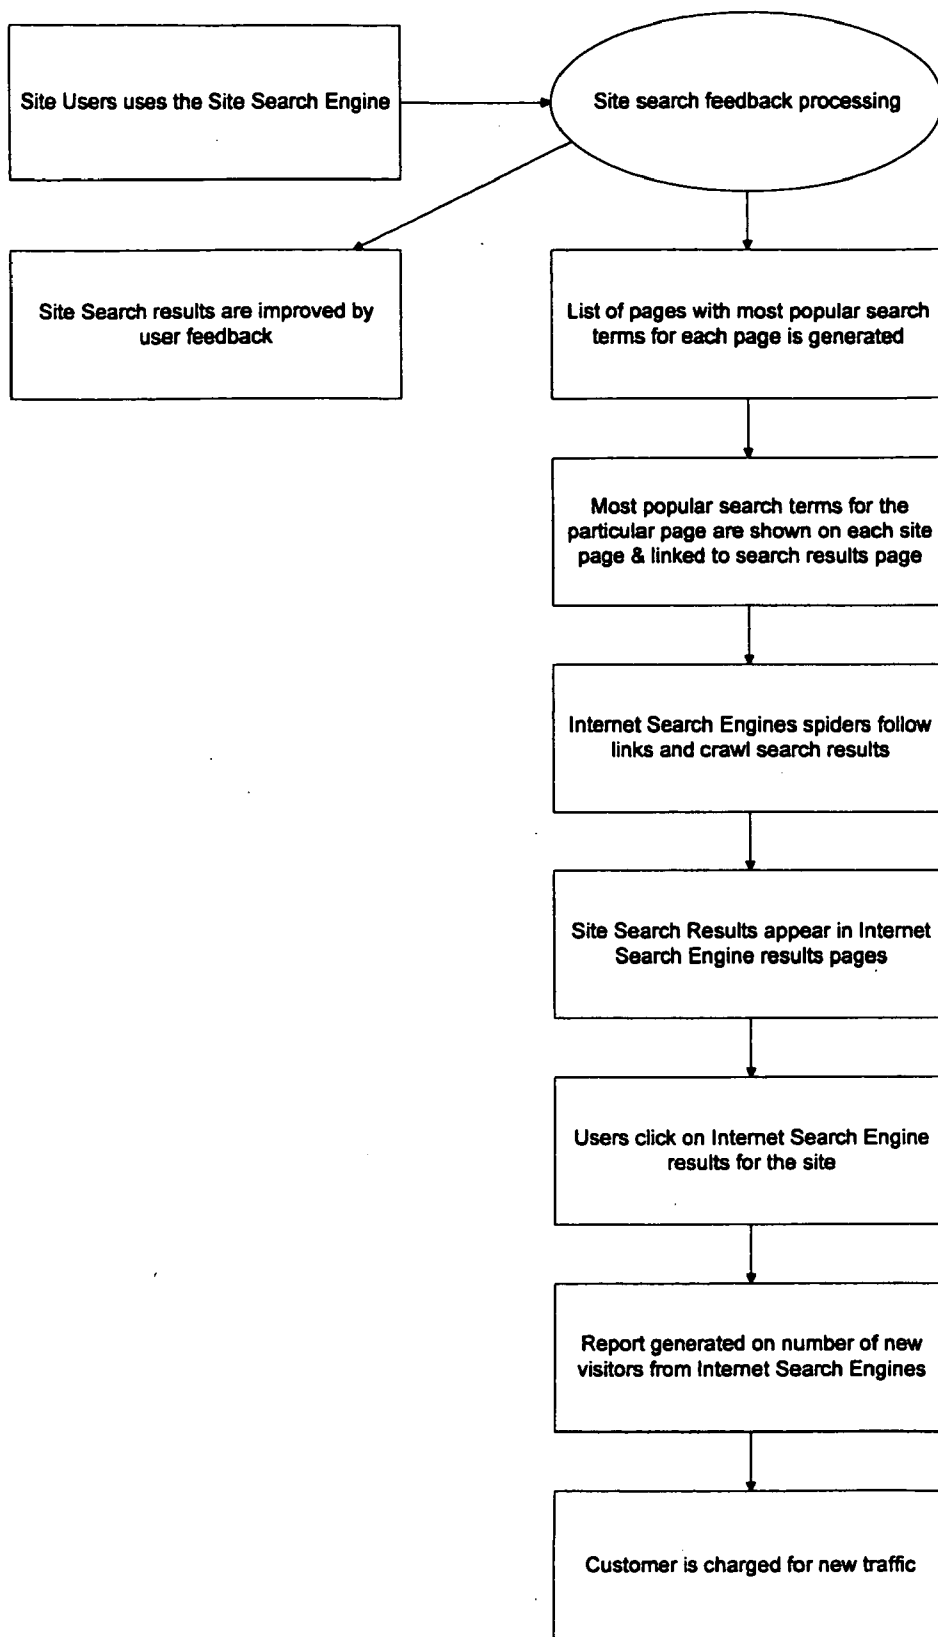 Site Users uses the Site Search Engine
Site search feedback processing
Site Search results are improved by
user feedback
List of pages with most popular search
terms for each page is generated
Most popular search terms for the
particular page are shown on each site
page & linked to search results page
Internet Search Engines spiders follow
links and crawl search results
Site Search Results appear in Internet
Search Engine results pages
Users click on Internet Search Engine
results for the site
Report generated on number of new
visitors from Internet Search Engines
Customer is charged for new traffic